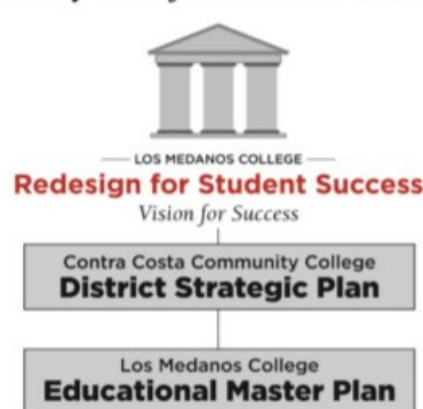 LOS MEDANOS COLLEGE
Redesign for Student Success
Vision for Success
Contra Costa Community College
District Strategic Plan
Los Medanos College
Educational Master Plan